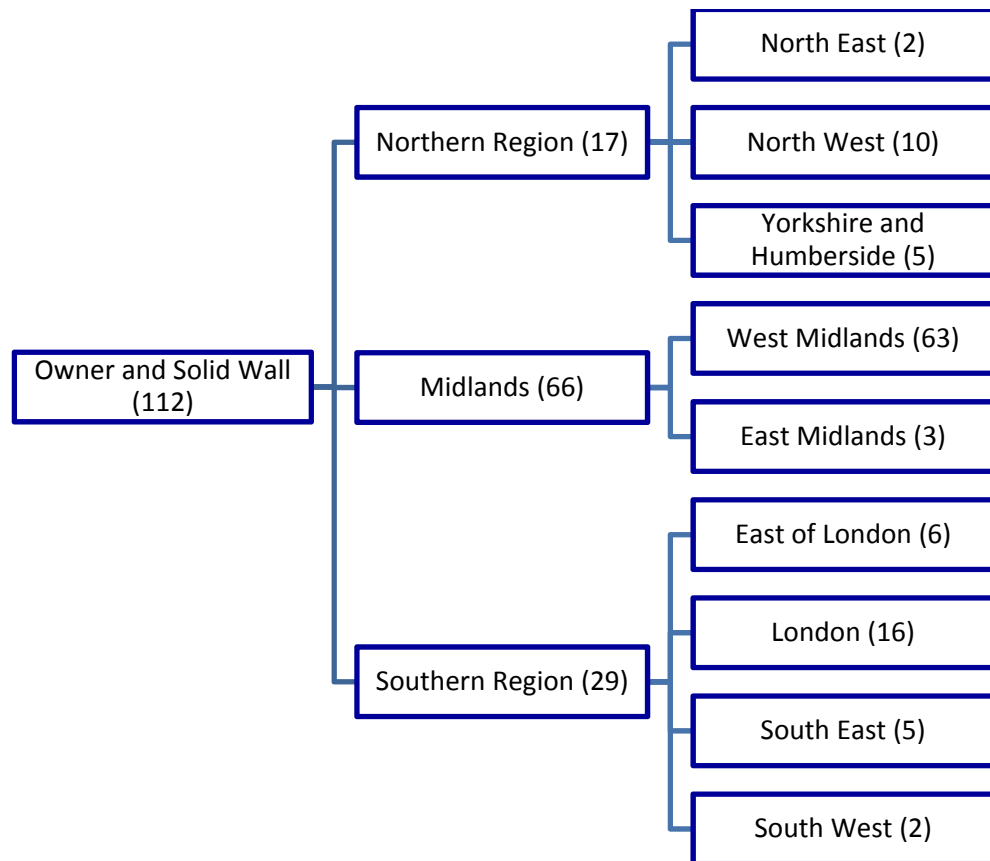 Owner and Solid Wall
(112)
Northern Region (17)
North East (2)
North West (10)
Yorkshire and
Humberside (5)
Midlands (66)
West Midlands (63)
East Midlands (3)
Southern Region (29)
East of London (6)
London (16)
South East (5)
South West (2)